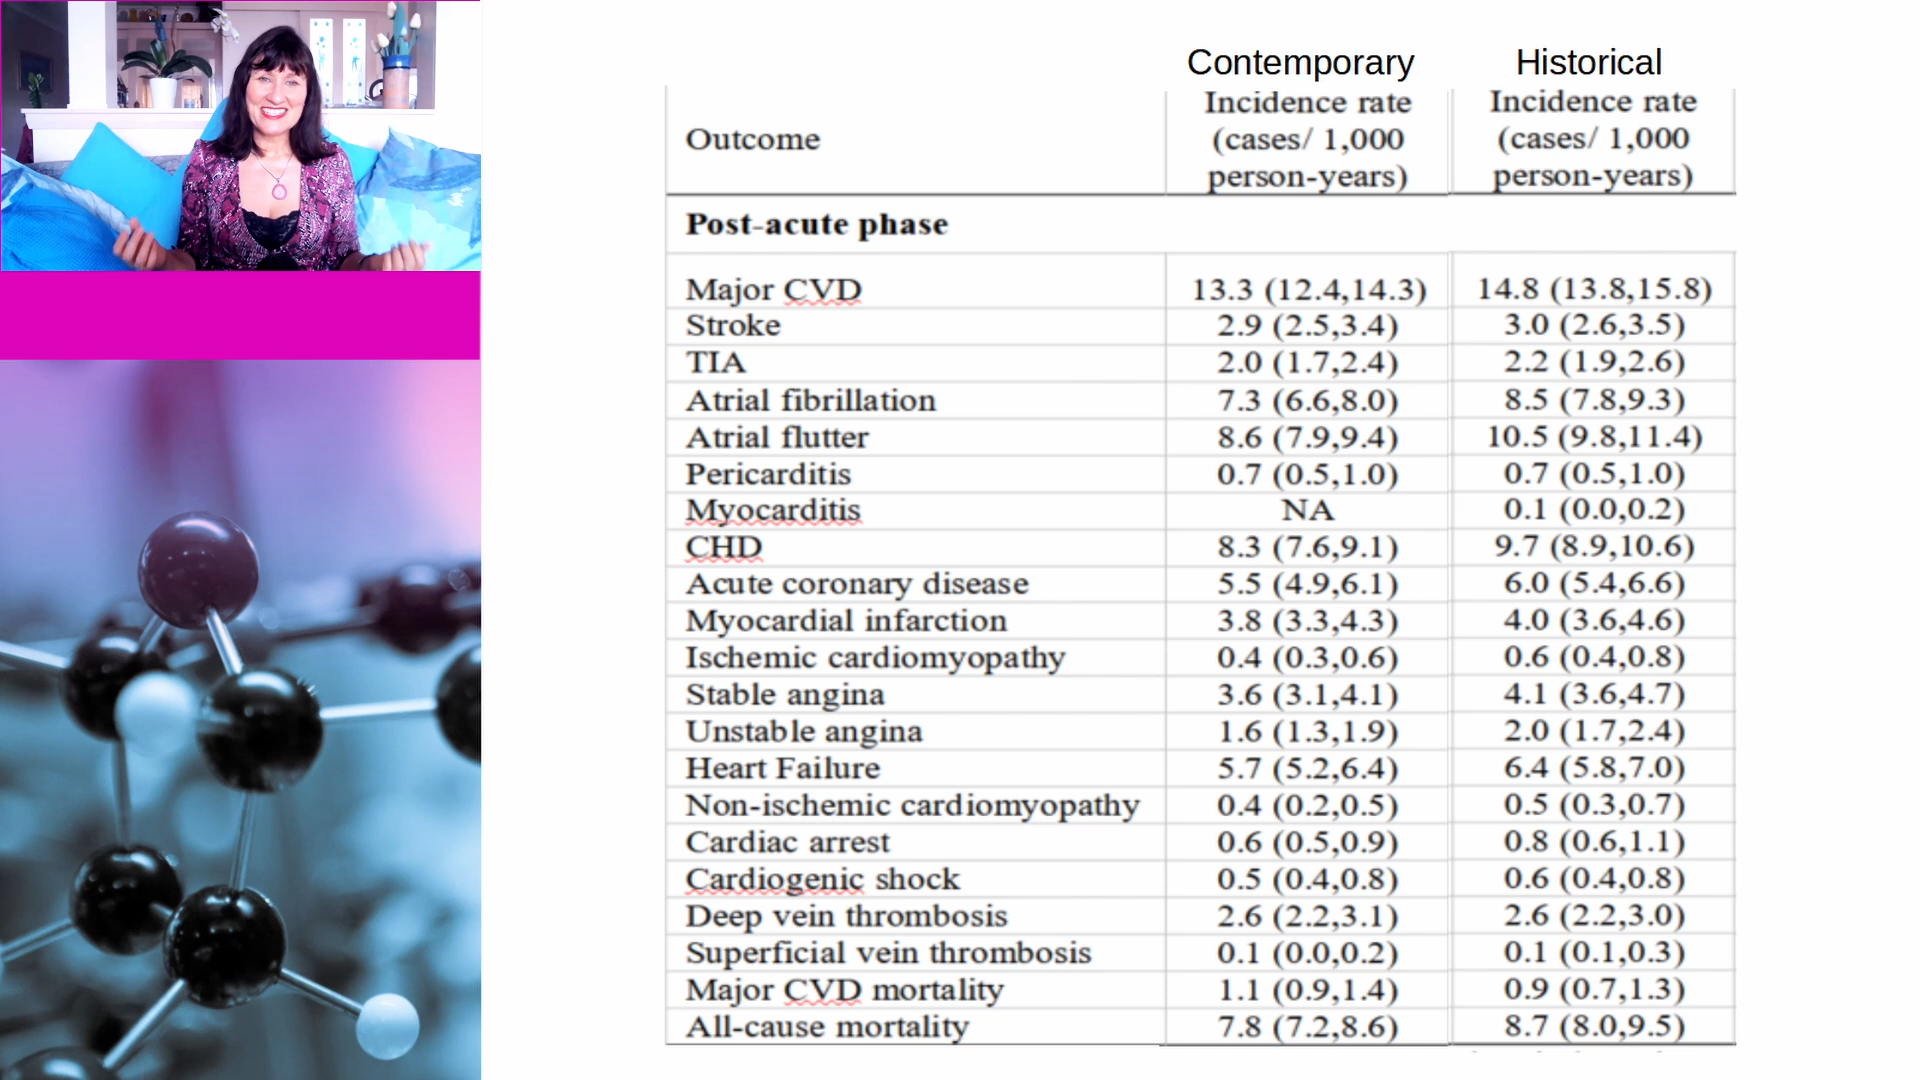 Contemporary Historical
Outcome
Incidence rate
(cases/ 1,000
person-years)
Incidence rate
(cases/ 1,000
person-years)
Post-acute phase
Major CVD 13.3 (12.4,14.3) 14.8 (13.8,15.8)
Stroke 2.9 (2.5,3.4) 3.0 (2.6,3.5)
TIA 2.0 (1.7,2.4) 2.2 (1.9,2.6)
Atrial fibrillation 7.3 (6.6,8.0) 8.5 (7.8,9.3)
Atrial flutter 8.6 (7.9,9.4) 10.5 (9.8,11.4)
Pericarditis 0.7 (0.5,1.0) 0.7 (0.5,1.0)
Myocarditis NA 0.1 (0.0,0.2)
CHD 8.3 (7.6,9.1) 9.7 (8.9,10.6)
Acute coronary disease 5.5 (4.9,6.1) 6.0 (5.4,6.6)
Myocardial infarction 3.8 (3.3,4.3) 4.0 (3.6,4.6)
Ischemic cardiomyopathy 0.4 (0.3,0.6) 0.6 (0.4,0.8)
Stable angina 3.6 (3.1,4.1) 4.1 (3.6,4.7)
Unstable angina 1.6 (1.3,1.9) 2.0 (1.7,2.4)
Heart Failure 5.7 (5.2,6.4) 6.4 (5.8,7.0)
Non-ischemic cardiomyopathy 0.4 (0.2,0.5) 0.5 (0.3,0.7)
Cardiac arrest 0.6 (0.5,0.9) 0.8 (0.6,1.1)
Cardiogenic shock 0.5 (0.4,0.8) 0.6 (0.4,0.8)
Deep vein thrombosis 2.6 (2.2,3.1) 2.6 (2.2,3.0)
Superficial vein thrombosis 0.1 (0.0,0.2) 0.1 (0.1,0.3)
Major CVD mortality 1.1 (0.9,1.4) 0.9 (0.7,1.3)
All-cause mortality 7.8 (7.2,8.6) 8.7 (8.0,9.5)